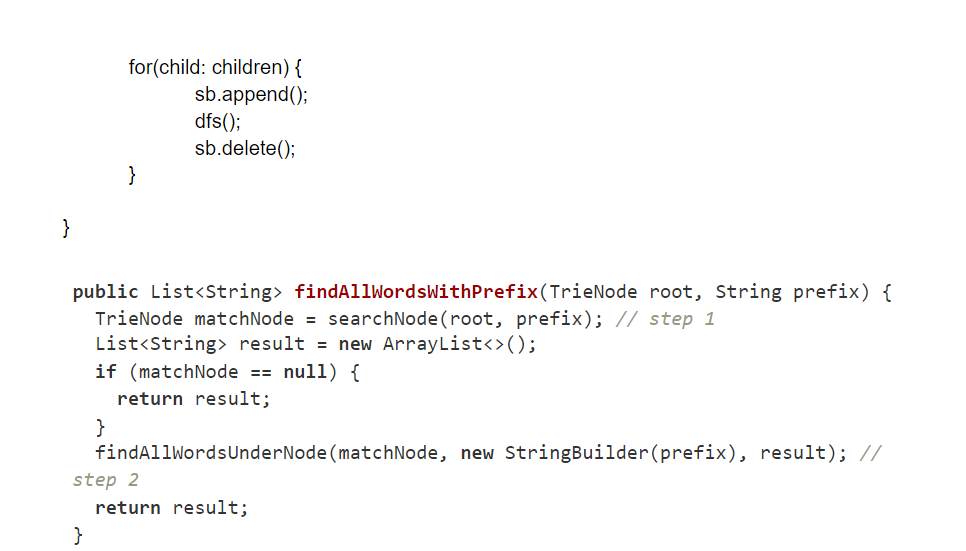 for(child: children) {
sb.append();
dfs();
sb.delete();
}
}
public List<String> findAllWordsWithPrefix(TrieNode root, String prefix) {
TrieNode matchNode = searchNode(root, prefix); // step 1
List<String> result = new ArrayList<>();
if (matchNode == null) {
return result;
}
findAllWordsUnderNode(matchNode, new StringBuilder(prefix), result); //
step 2
return result;
}